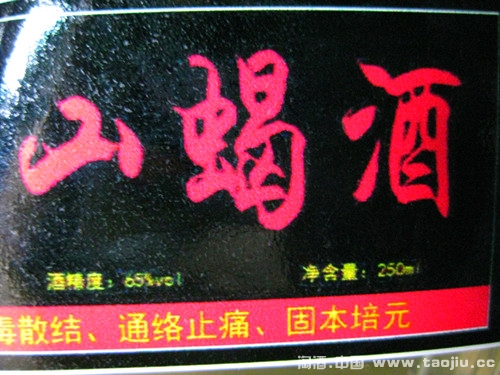 山蝎酒
酒精度：65%vol
净含量：250ml
毒散结、通络止痛、固本培元
淘酒.中国 www.taojiu.cc